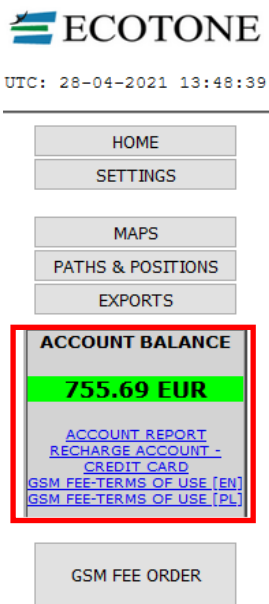 ECOTONE
UTC: 28-04-2021 13:48:39
HOME
SETTINGS
MAPS
PATHS & POSITIONS
EXPORTS
ACCOUNT BALANCE
755.69 EUR
ACCOUNT REPORT
RECHARGE ACCOUNT -
CREDIT CARD
GSM FEE-TERMS OF USE [EN]
GSM FEE-TERMS OF USE [PL]
GSM FEE ORDER